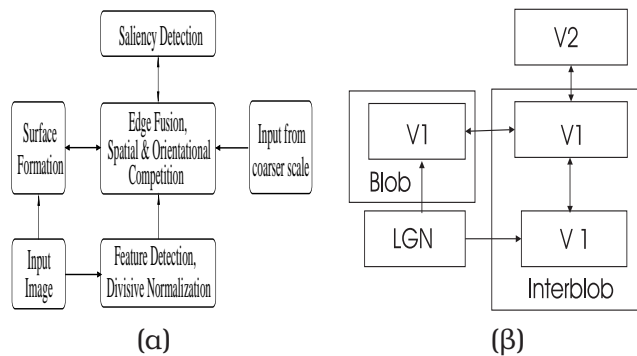 Saliency Detection
Surface
Formation
Edge Fusion,
Spatial & Orientational
Competition
Input from
coarser scale
Input
Image
Feature Detection,
Divisive Normalization
(α)
V2
V1
Blob
V1
LGN
V 1
Interblob
(β)